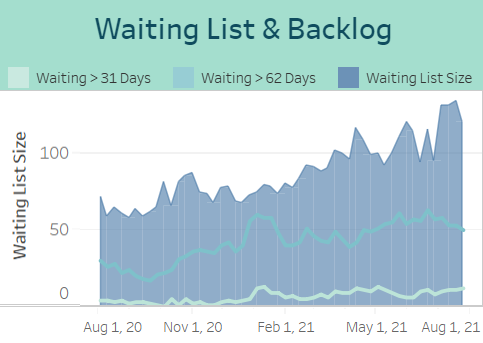 Waiting List & Backlog
Waiting > 31 Days Waiting > 62 Days Waiting List Size
Waiting List Size
100
50
0
Aug 1, 20 Nov 1, 20 Feb 1, 21 May 1, 21 Aug 1, 21